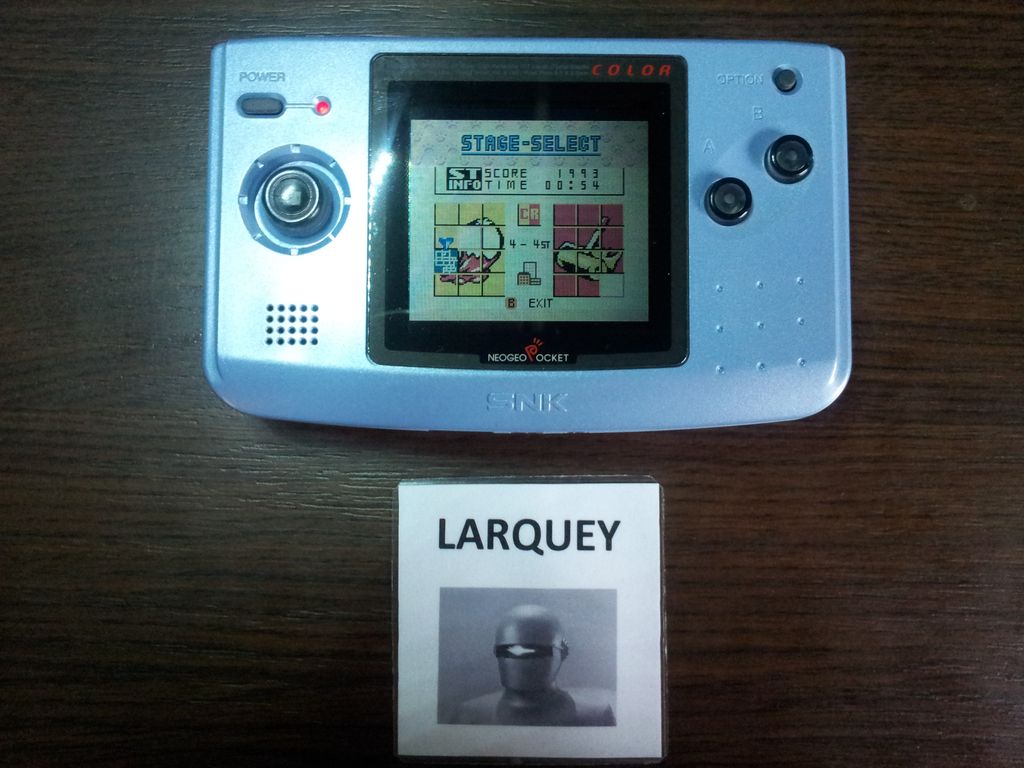 POWER
COLOR
OPTION
B
A
STAGE-SELECT
ST INFO
SCORE 1993
TIME 00:54
CR
4-4ST
B EXIT
NEOGEO POCKET
SNK
LARQUEY